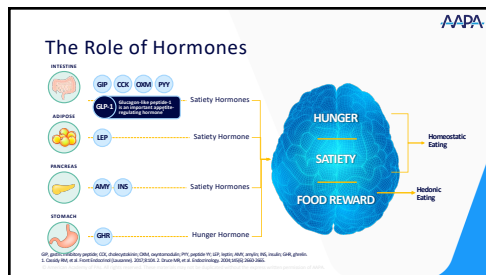 AAPA
The Role of Hormones
INTESTINE
GIP CCK OXM PYY
GLP-1
Glucagon-like peptide-1
is an important appetite-
regulating hormone
Satiety Hormones
ADIPOSE
LEP
Satiety Hormone
PANCREAS
AMY INS
Satiety Hormones
STOMACH
GHR
Hunger Hormone
HUNGER
SATIETY
FOOD REWARD
Homeostatic
Eating
Hedonic
Eating
GIP, gastric inhibitory peptide; CCK, cholecystokinin; OXM, oxyntomodulin; PYY, peptide YY; LEP, leptin; AMY, amylin; INS, insulin; GHR, ghrelin.